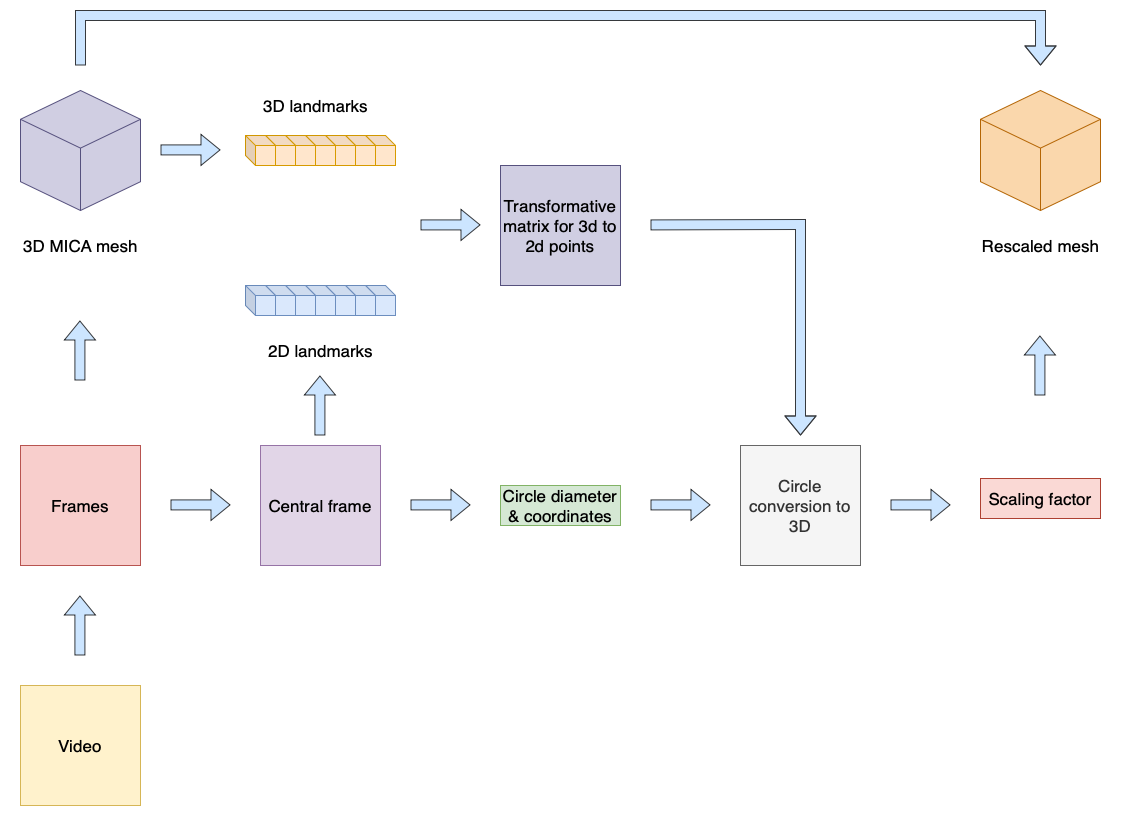 3D landmarks
Transformative
matrix for 3d to
2d points
3D MICA mesh
Rescaled mesh
2D landmarks
Frames
Central frame
Circle diameter
& coordinates
Circle
conversion to
3D
Scaling factor
Video